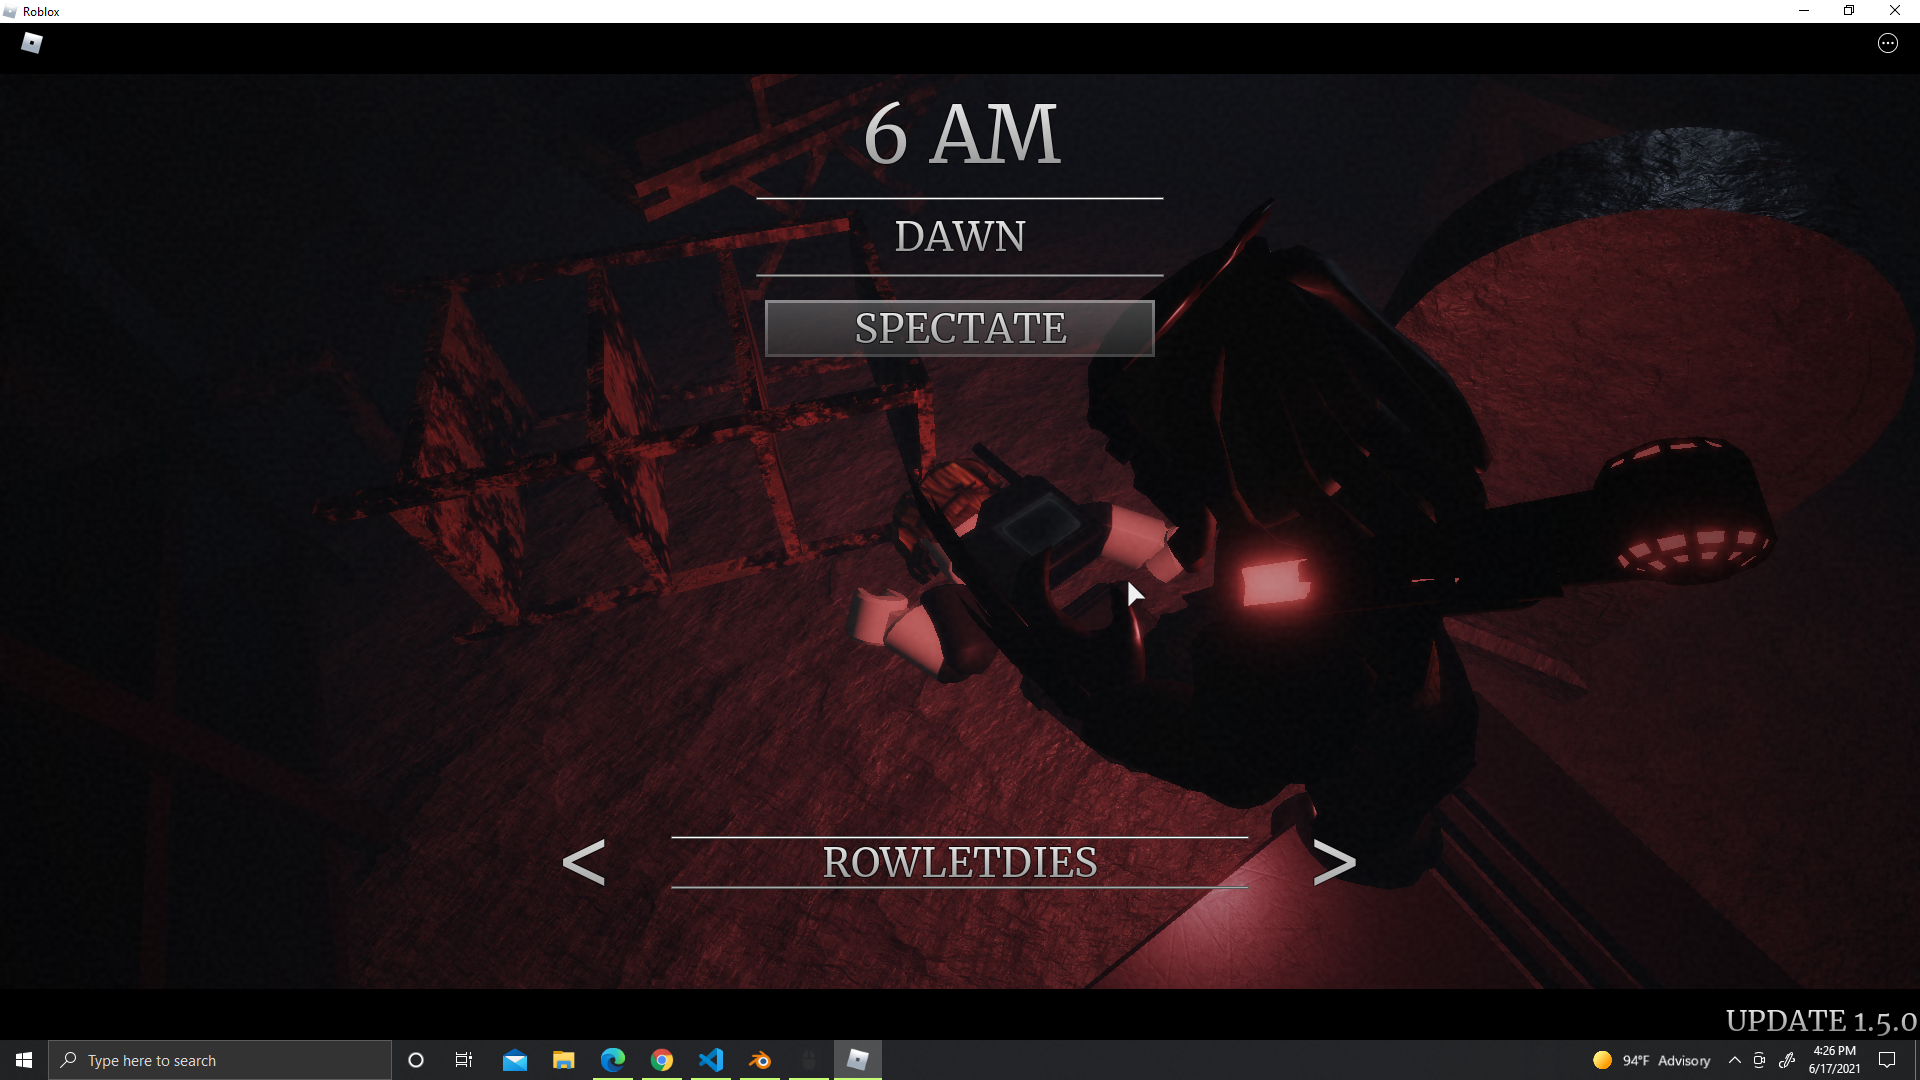 Roblox
6 AM
DAWN
SPECTATE
< ROWLETDIES >
UPDATE 1.5.0
Type here to search
94°F Advisory
4:26 PM
6/17/2021